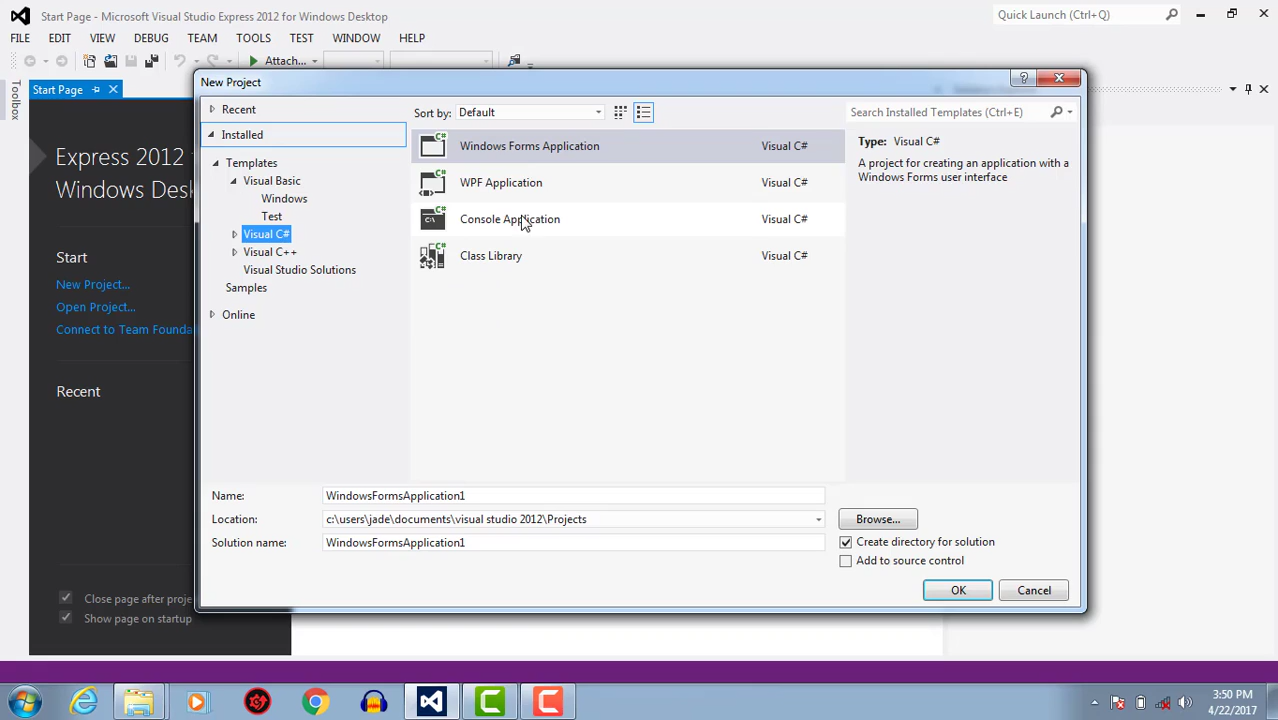 Start Page - Microsoft Visual Studio Express 2012 for Windows Desktop
Quick Launch (Ctrl+Q)
FILE EDIT VIEW DEBUG TEAM TOOLS TEST WINDOW HELP
Attach...
Toolbox
Start Page
Express 2012
Windows Desk
Start
New Project...
Open Project...
Connect to Team Founda
Recent
Close page after proje
Show page on startup
New Project
Recent
Installed
Templates
Visual Basic
Windows
Test
Visual C#
Visual C++
Visual Studio Solutions
Samples
Online
Sort by: Default
Search Installed Templates (Ctrl+E)
C# Windows Forms Application Visual C#
C# WPF Application Visual C#
C# C:\ Console Application Visual C#
C# Class Library Visual C#
Type: Visual C#
A project for creating an application with a
Windows Forms user interface
Name: WindowsFormsApplication1
Location: c:\users\jade\documents\visual studio 2012\Projects
Browse...
Solution name: WindowsFormsApplication1
Create directory for solution
Add to source control
OK Cancel
3:50 PM
4/22/2017